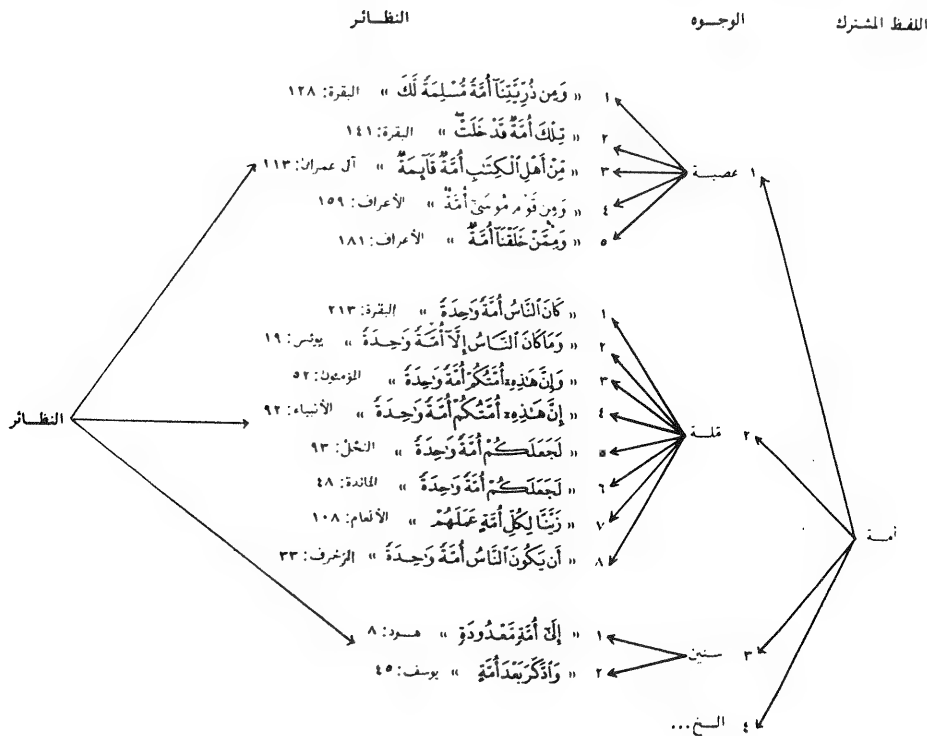 اللفظ المشترك الوجوه النظائر
١ « وَمِن ذُرِّيَّتِنَآ أُمَّةً مُّسْلِمَةً لَّكَ » البقرة: ١٢٨
٢ « تِلْكَ أُمَّةٌ قَدْ خَلَتْ » البقرة: ١٤١
١ عصبة ٣ « مِّنْ أَهْلِ ٱلْكِتَٰبِ أُمَّةٌ قَآئِمَةٌ » آل عمران: ١١٣
٤ « وَمِن قَوْمِ مُوسَىٰٓ أُمَّةٌ » الأعراف: ١٥٩
٥ « وَمِمَّنْ خَلَقْنَآ أُمَّةٌ » الأعراف: ١٨١
١ « كَانَ ٱلنَّاسُ أُمَّةً وَٰحِدَةً » البقرة: ٢١٣
٢ « وَمَا كَانَ ٱلنَّاسُ إِلَّآ أُمَّةً وَٰحِدَةً » يونس: ١٩
٣ « وَإِنَّ هَٰذِهِۦٓ أُمَّتُكُمْ أُمَّةً وَٰحِدَةً » المؤمنون: ٥٢
٤ « إِنَّ هَٰذِهِۦٓ أُمَّتُكُمْ أُمَّةً وَٰحِدَةً » الأنبياء: ٩٢ النظائر
٢ ملة ٥ « لَجَعَلَكُمْ أُمَّةً وَٰحِدَةً » النحل: ٩٣
٦ « لَجَعَلَكُمْ أُمَّةً وَٰحِدَةً » المائدة: ٤٨
٧ « زَيَّنَّا لِكُلِّ أُمَّةٍ عَمَلَهُمْ » الأنعام: ١٠٨
أمة ٨ « أَن يَكُونَ ٱلنَّاسُ أُمَّةً وَٰحِدَةً » الزخرف: ٣٣
١ « إِلَىٰٓ أُمَّةٍ مَّعْدُودَةٍ » هود: ٨
٣ سنين ٢ « وَٱدَّكَرَ بَعْدَ أُمَّةٍ » يوسف: ٤٥
٤ الخ...